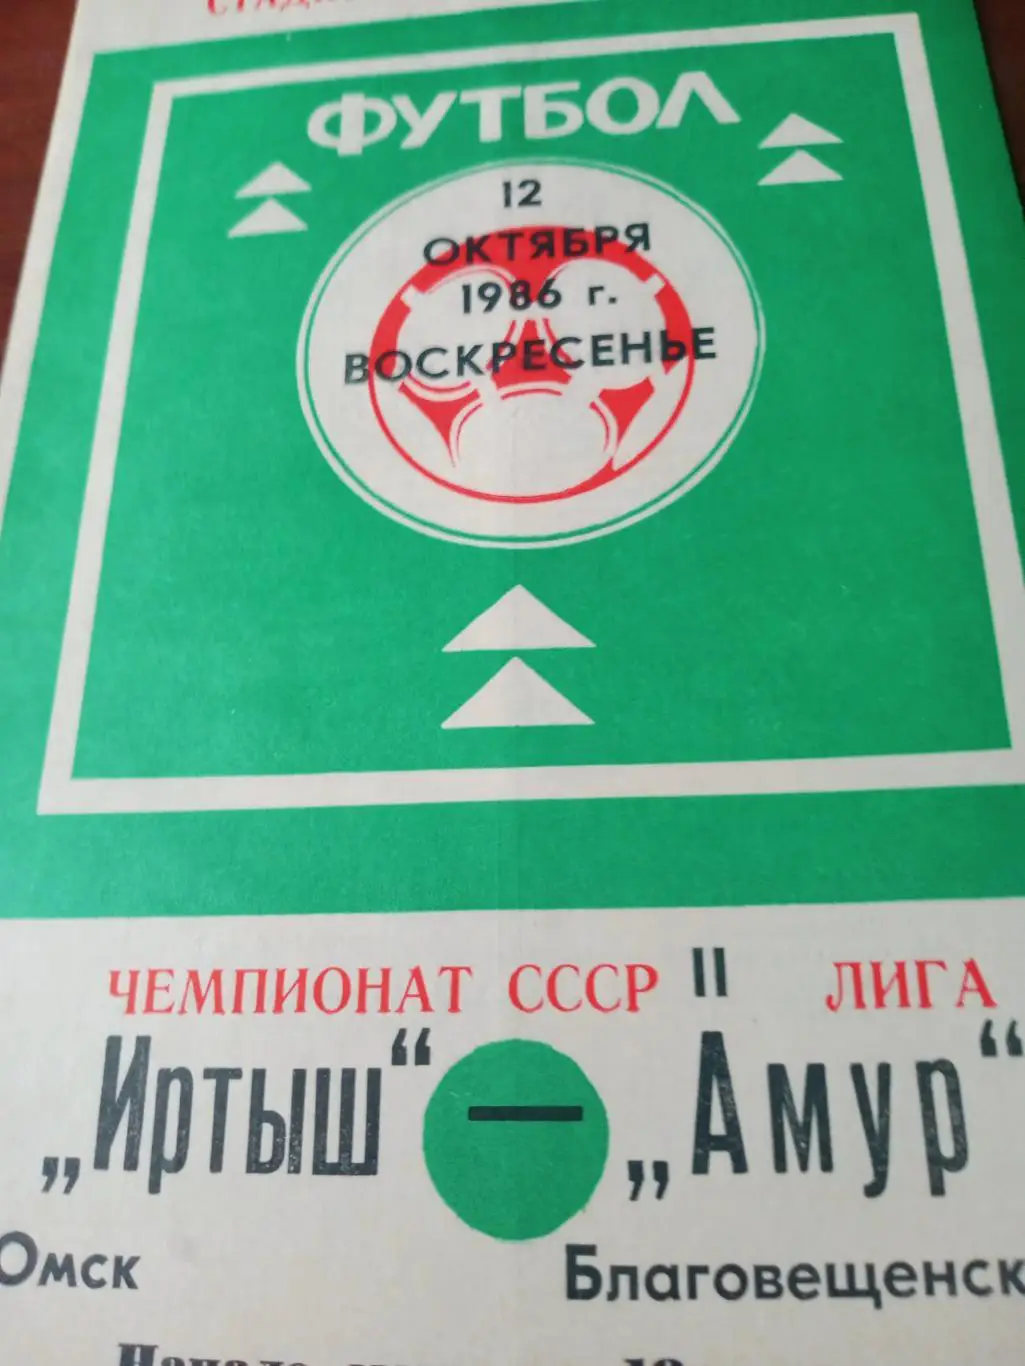 ФУТБОЛ
12
ОКТЯБРЯ
1986 г.
ВОСКРЕСЕНЬЕ
ЧЕМПИОНАТ СССР II ЛИГА
„Иртыш“ — „Амур“
Омск Благовещенск